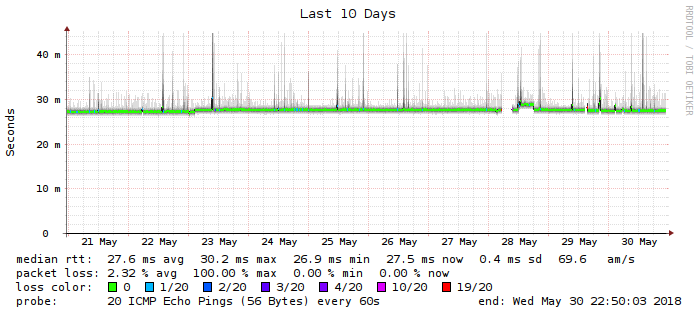 Last 10 Days
RRDTOOL / TOBI OETIKER
Seconds
40 m
30 m
20 m
10 m
0
21 May 22 May 23 May 24 May 25 May 26 May 27 May 28 May 29 May 30 May
median rtt: 27.6 ms avg 30.2 ms max 26.9 ms min 27.5 ms now 0.4 ms sd 69.6 am/s
packet loss: 2.32 % avg 100.00 % max 0.00 % min 0.00 % now
loss color: 0 1/20 2/20 3/20 4/20 10/20 19/20
probe: 20 ICMP Echo Pings (56 Bytes) every 60s end: Wed May 30 22:50:03 2018